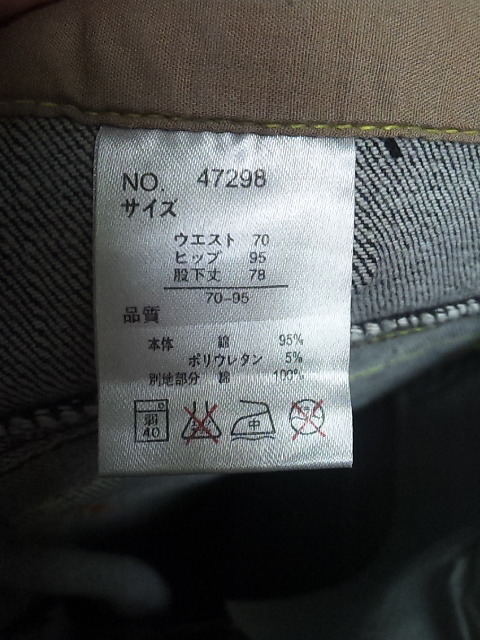 NO. 47298
サイズ
ウエスト 70
ヒップ 95
股下丈 78
70-95
品質
本体 綿 95%
ポリウレタン 5%
別地部分 綿 100%
弱 40 中